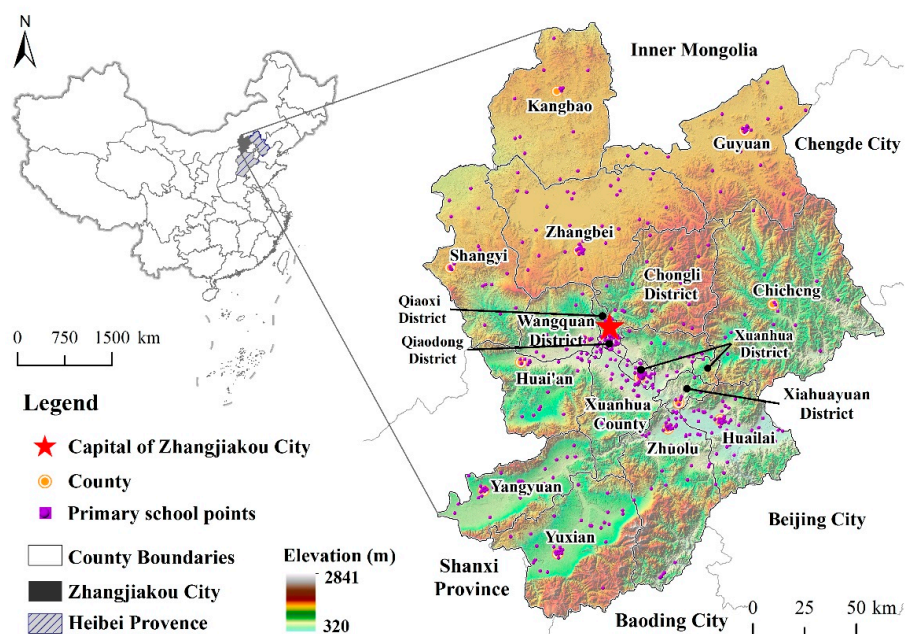 N
0 750 1500 km
Legend
Capital of Zhangjiakou City
County
Primary school points
County Boundaries
Zhangjiakou City
Heibei Provence
Elevation (m)
2841
320
Inner Mongolia
Kangbao
Guyuan
Chengde City
Zhangbei
Shangyi
Chongli
District
Chicheng
Qiaoxi
District
Wangquan
District
Qiaodong
District
Xuanhua
District
Huai'an
Xuanhua
County
Xiahuayuan
District
Zhuolu
Huailai
Yangyuan
Yuxian
Beijing City
Shanxi
Province
Baoding City
0 25 50 km